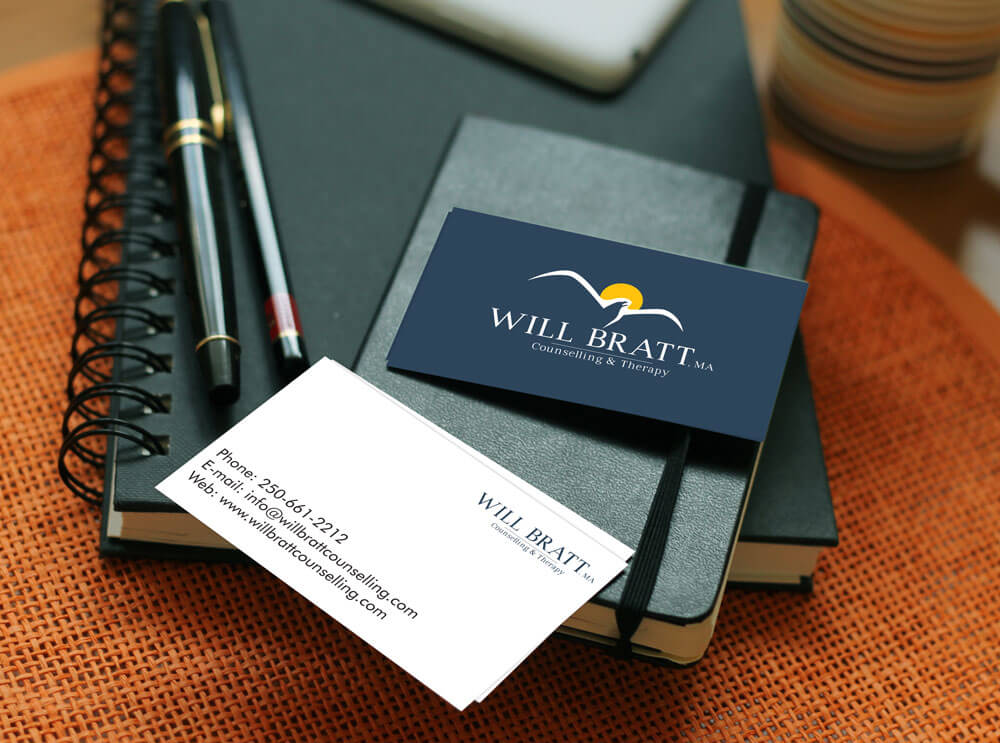 WILL BRATT, MA
Counselling & Therapy
Phone: 250-661-2212
E-mail: info@willbrattcounselling.com
Web: www.willbrattcounselling.com
WILL BRATT, MA
Counselling & Therapy